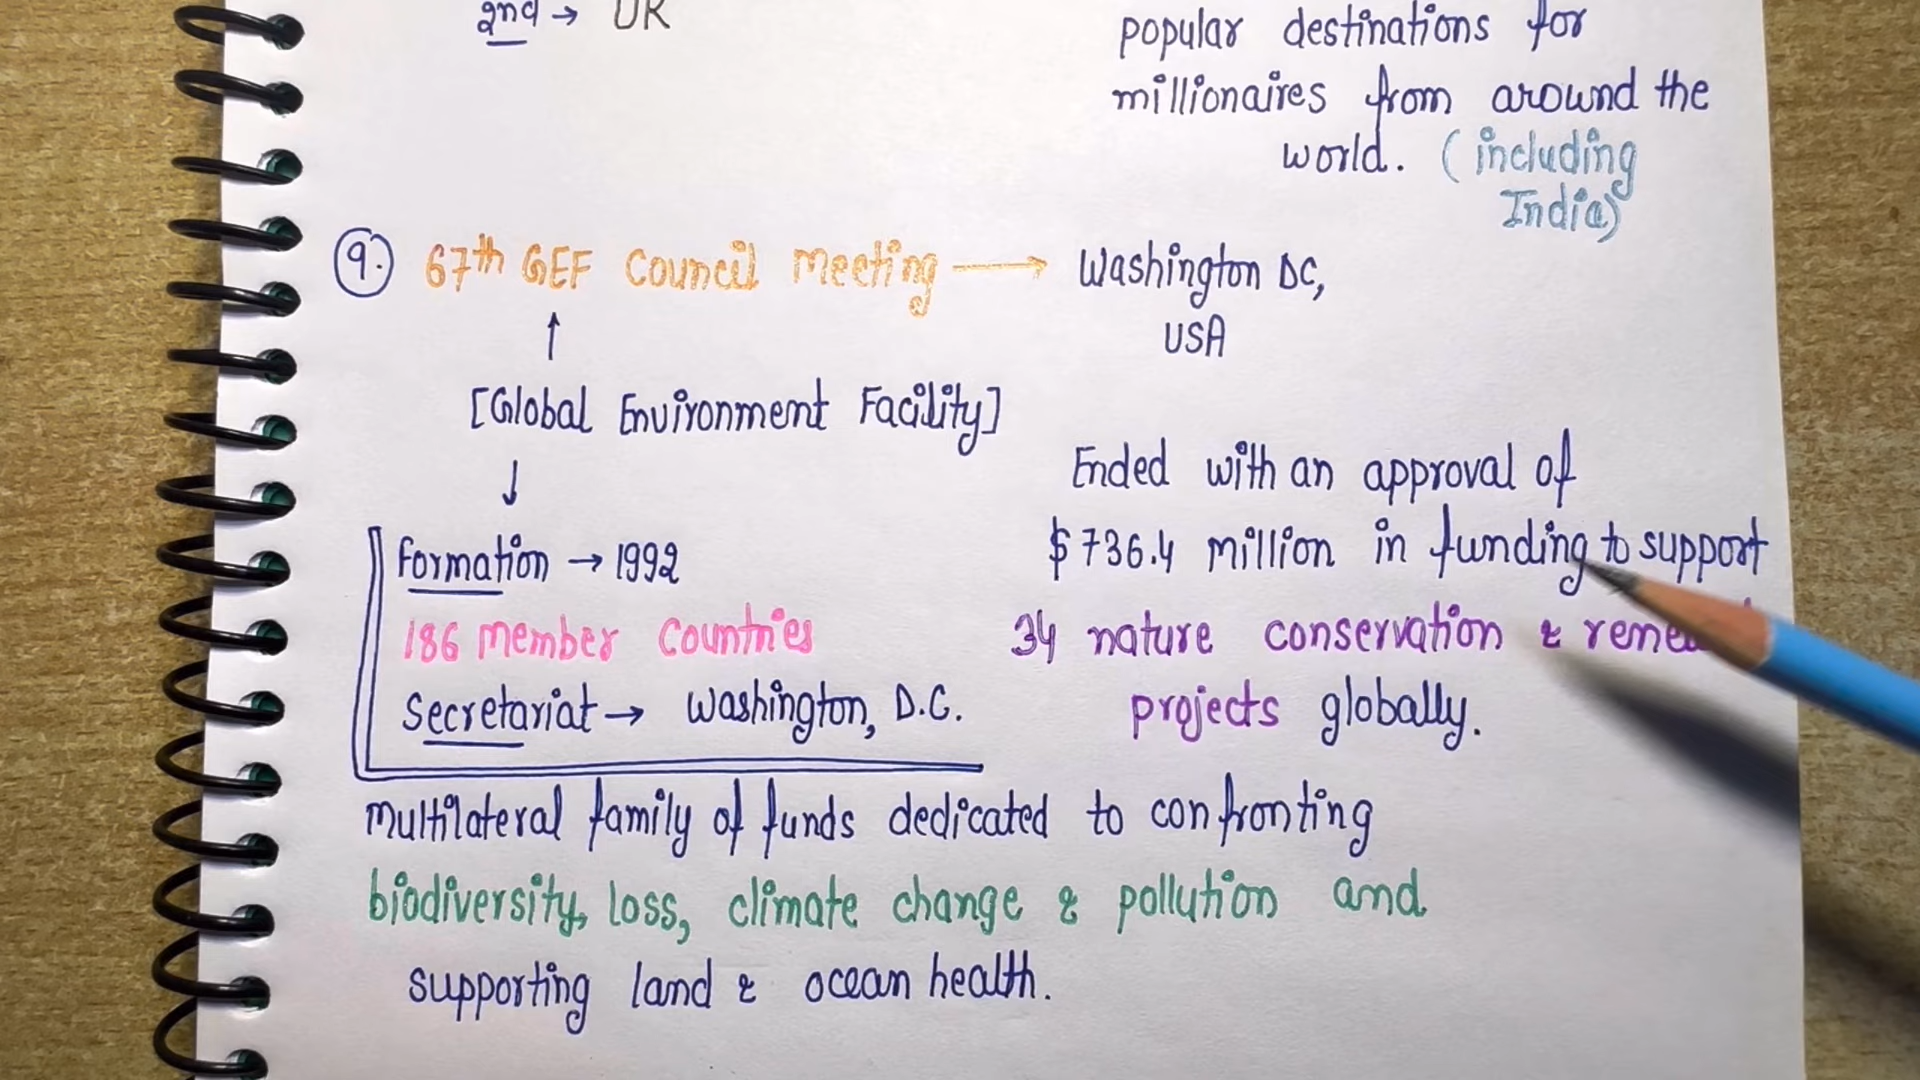 2nd → UK
popular destinations for
millionaires from around the
world. (including
India)
9. 67th GEF Council Meeting → Washington DC,
USA
[Global Environment Facility]
Formation → 1992
186 Member Countries
Secretariat → Washington, D.C.
Ended with an approval of
$736.4 million in funding to support
34 nature conservation &
projects globally.
Multilateral family of funds dedicated to confronting
biodiversity, loss, climate change & pollution and
supporting land & ocean health.